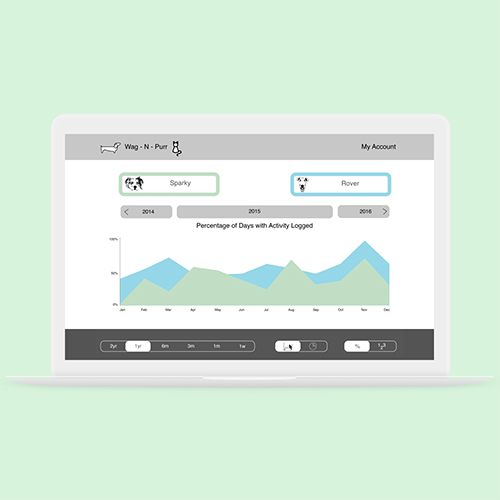 Wag - N - Purr
My Account
Sparky
Rover
2014
2015
2016
Percentage of Days with Activity Logged
100%
50%
0%
Jan Feb Mar Apr May Jun Jul Aug Sep Oct Nov Dec
2yr 1yr 6m 3m 1m 1w
% 123